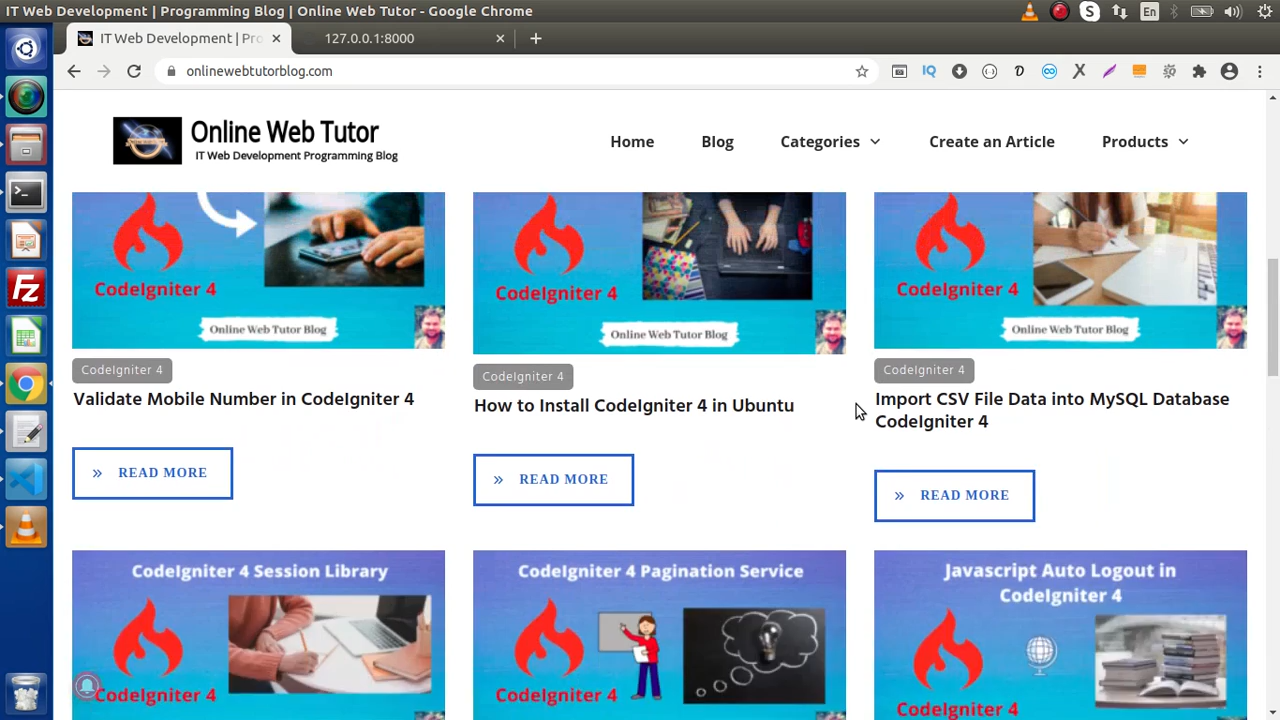 IT Web Development | Programming Blog | Online Web Tutor - Google Chrome
S
En
IT Web Development | Pro
127.0.0.1:8000
onlinewebtutorblog.com
IQ
Online Web Tutor
IT Web Development Programming Blog
Home
Blog
Categories
Create an Article
Products
CodeIgniter 4
Online Web Tutor Blog
CodeIgniter 4
Online Web Tutor Blog
CodeIgniter 4
Online Web Tutor Blog
CodeIgniter 4
Validate Mobile Number in CodeIgniter 4
» READ MORE
CodeIgniter 4
How to Install CodeIgniter 4 in Ubuntu
» READ MORE
CodeIgniter 4
Import CSV File Data into MySQL Database
CodeIgniter 4
» READ MORE
CodeIgniter 4 Session Library
CodeIgniter 4
CodeIgniter 4 Pagination Service
CodeIgniter 4
Javascript Auto Logout in
CodeIgniter 4
CodeIgniter 4
Fz